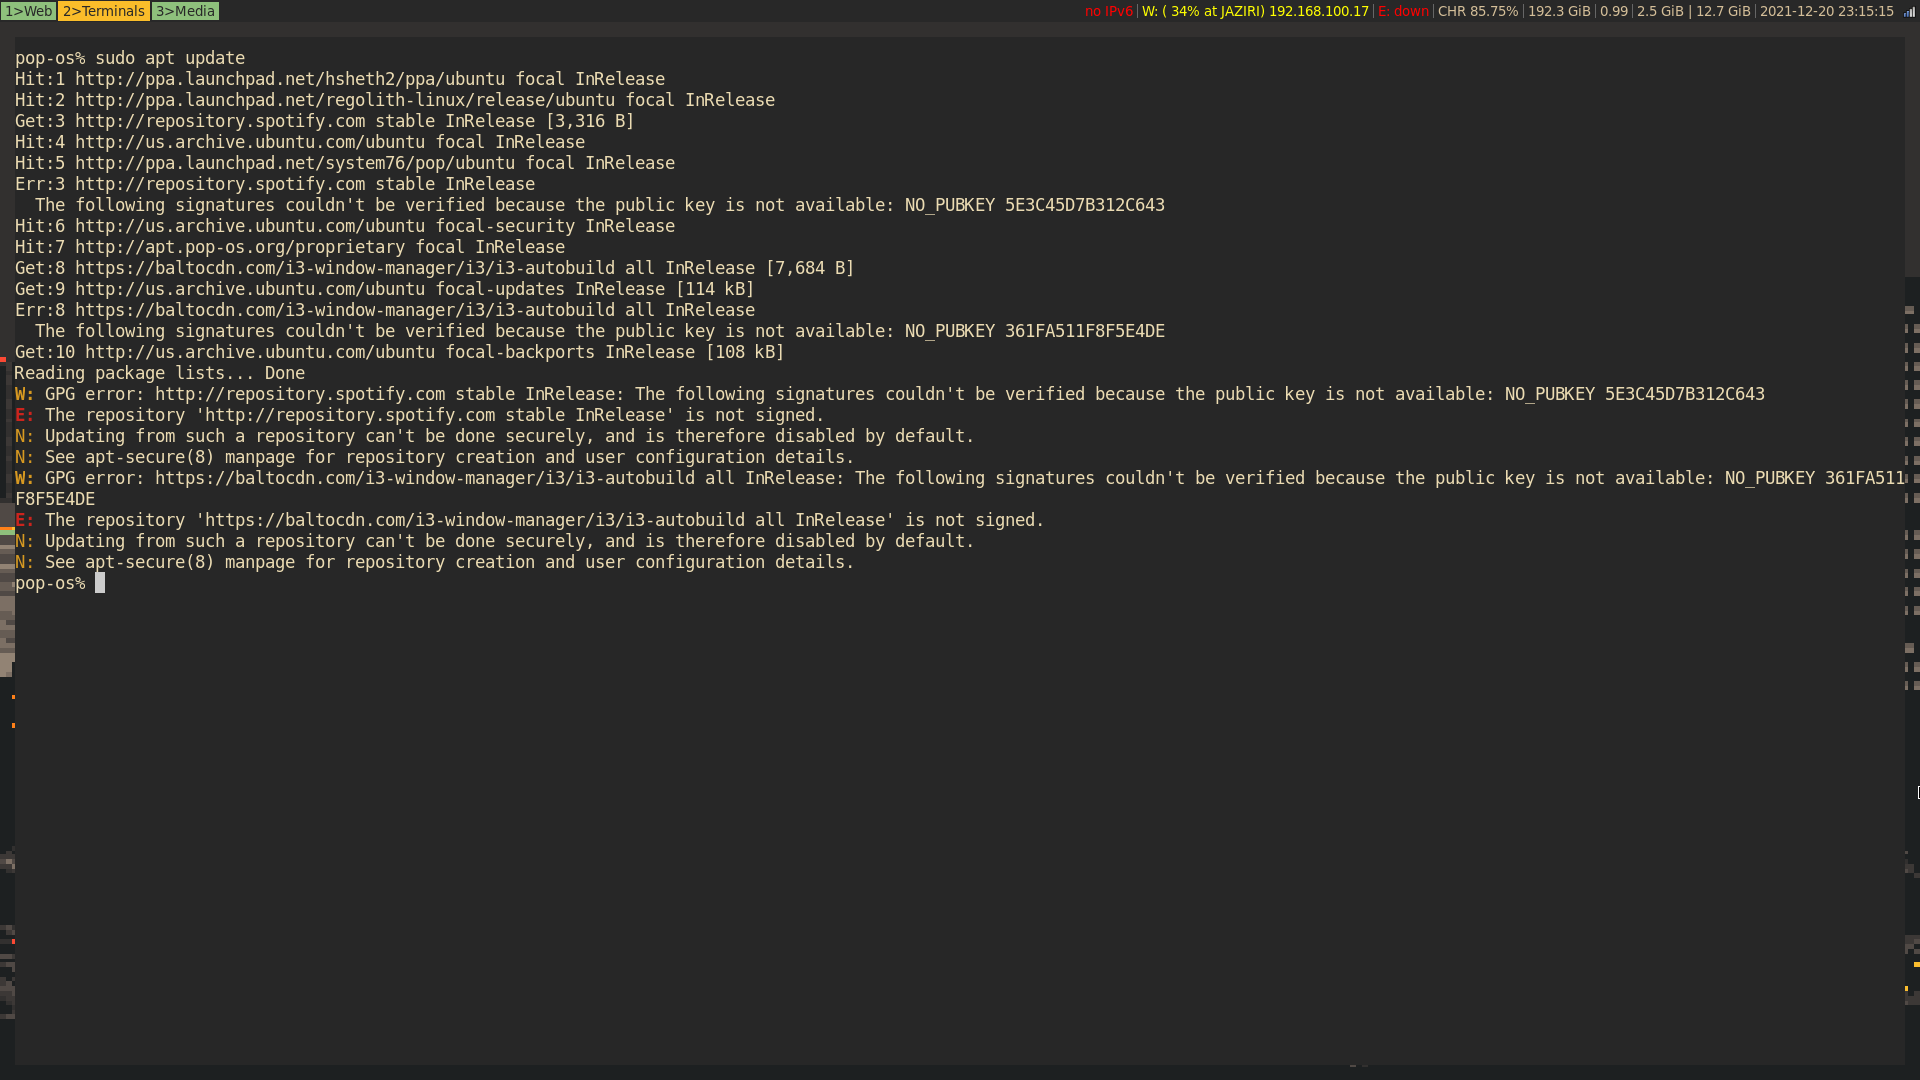 1>Web 2>Terminals 3>Media no IPv6 W: ( 34% at JAZIRI) 192.168.100.17 E: down CHR 85.75% 192.3 GiB 0.99 2.5 GiB | 12.7 GiB 2021-12-20 23:15:15
pop-os% sudo apt update
Hit:1 http://ppa.launchpad.net/hsheth2/ppa/ubuntu focal InRelease
Hit:2 http://ppa.launchpad.net/regolith-linux/release/ubuntu focal InRelease
Get:3 http://repository.spotify.com stable InRelease [3,316 B]
Hit:4 http://us.archive.ubuntu.com/ubuntu focal InRelease
Hit:5 http://ppa.launchpad.net/system76/pop/ubuntu focal InRelease
Err:3 http://repository.spotify.com stable InRelease
The following signatures couldn't be verified because the public key is not available: NO_PUBKEY 5E3C45D7B312C643
Hit:6 http://us.archive.ubuntu.com/ubuntu focal-security InRelease
Hit:7 http://apt.pop-os.org/proprietary focal InRelease
Get:8 https://baltocdn.com/i3-window-manager/i3/i3-autobuild all InRelease [7,684 B]
Get:9 http://us.archive.ubuntu.com/ubuntu focal-updates InRelease [114 kB]
Err:8 https://baltocdn.com/i3-window-manager/i3/i3-autobuild all InRelease
The following signatures couldn't be verified because the public key is not available: NO_PUBKEY 361FA511F8F5E4DE
Get:10 http://us.archive.ubuntu.com/ubuntu focal-backports InRelease [108 kB]
Reading package lists... Done
W: GPG error: http://repository.spotify.com stable InRelease: The following signatures couldn't be verified because the public key is not available: NO_PUBKEY 5E3C45D7B312C643
E: The repository 'http://repository.spotify.com stable InRelease' is not signed.
N: Updating from such a repository can't be done securely, and is therefore disabled by default.
N: See apt-secure(8) manpage for repository creation and user configuration details.
W: GPG error: https://baltocdn.com/i3-window-manager/i3/i3-autobuild all InRelease: The following signatures couldn't be verified because the public key is not available: NO_PUBKEY 361FA511
F8F5E4DE
E: The repository 'https://baltocdn.com/i3-window-manager/i3/i3-autobuild all InRelease' is not signed.
N: Updating from such a repository can't be done securely, and is therefore disabled by default.
N: See apt-secure(8) manpage for repository creation and user configuration details.
pop-os%